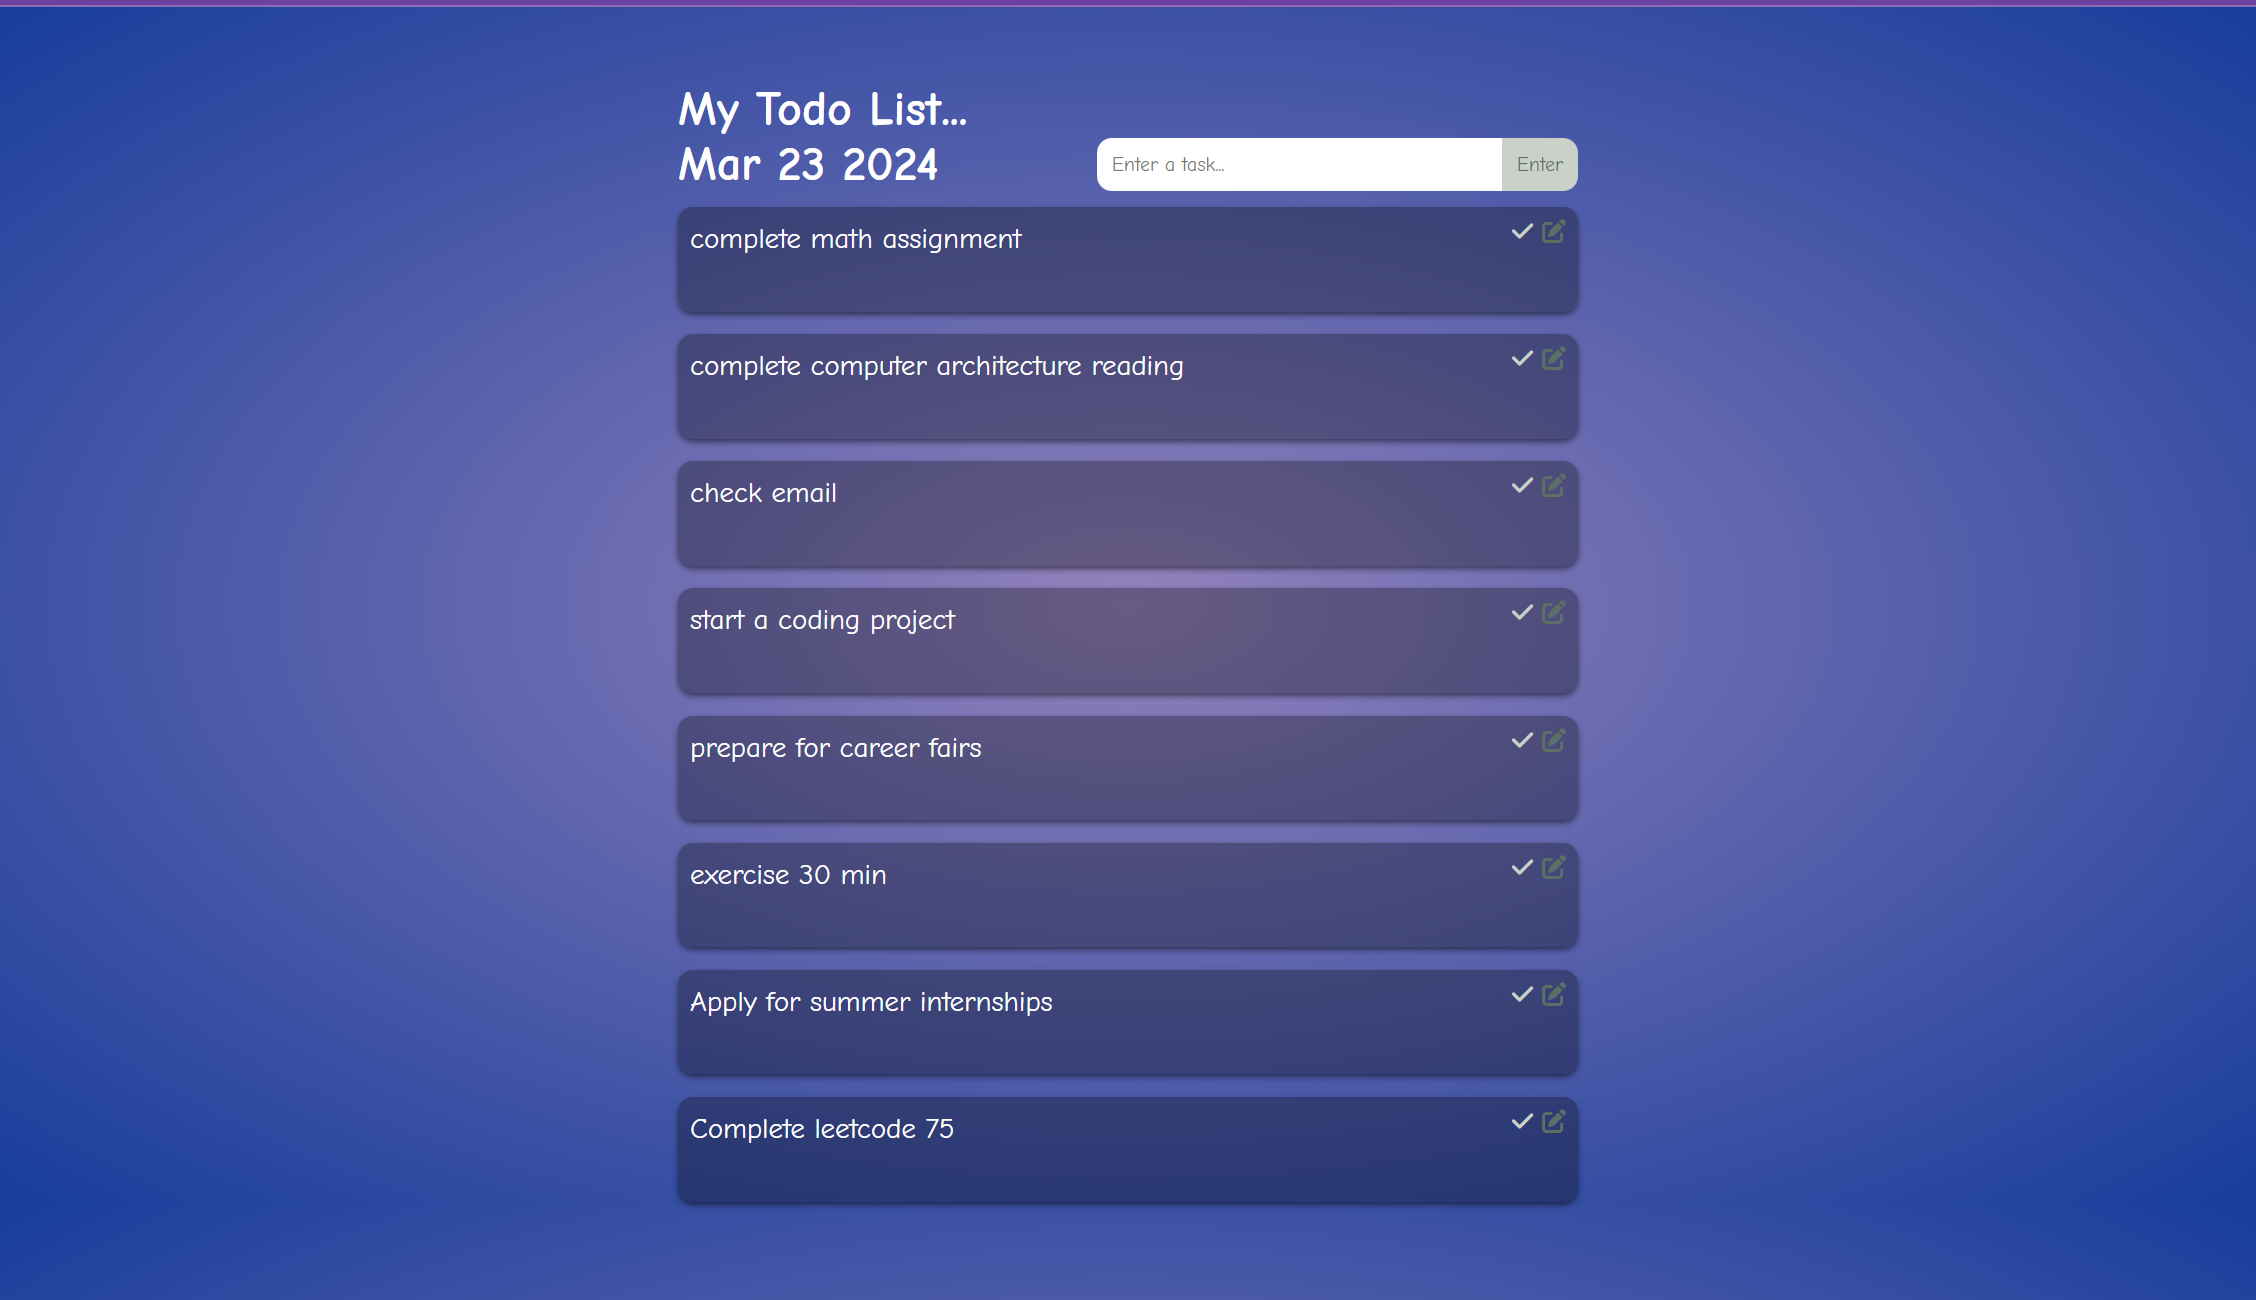 My Todo List...
Mar 23 2024
Enter a task...
Enter
complete math assignment
complete computer architecture reading
check email
start a coding project
prepare for career fairs
exercise 30 min
Apply for summer internships
Complete leetcode 75